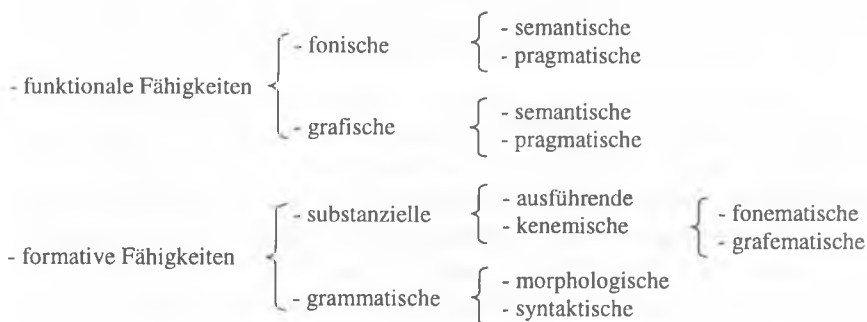 - funktionale Fähigkeiten
- fonische
- semantische
- pragmatische
- grafische
- semantische
- pragmatische
- formative Fähigkeiten
- substanzielle
- ausführende
- kenemische
- fonematische
- grafematische
- grammatische
- morphologische
- syntaktische